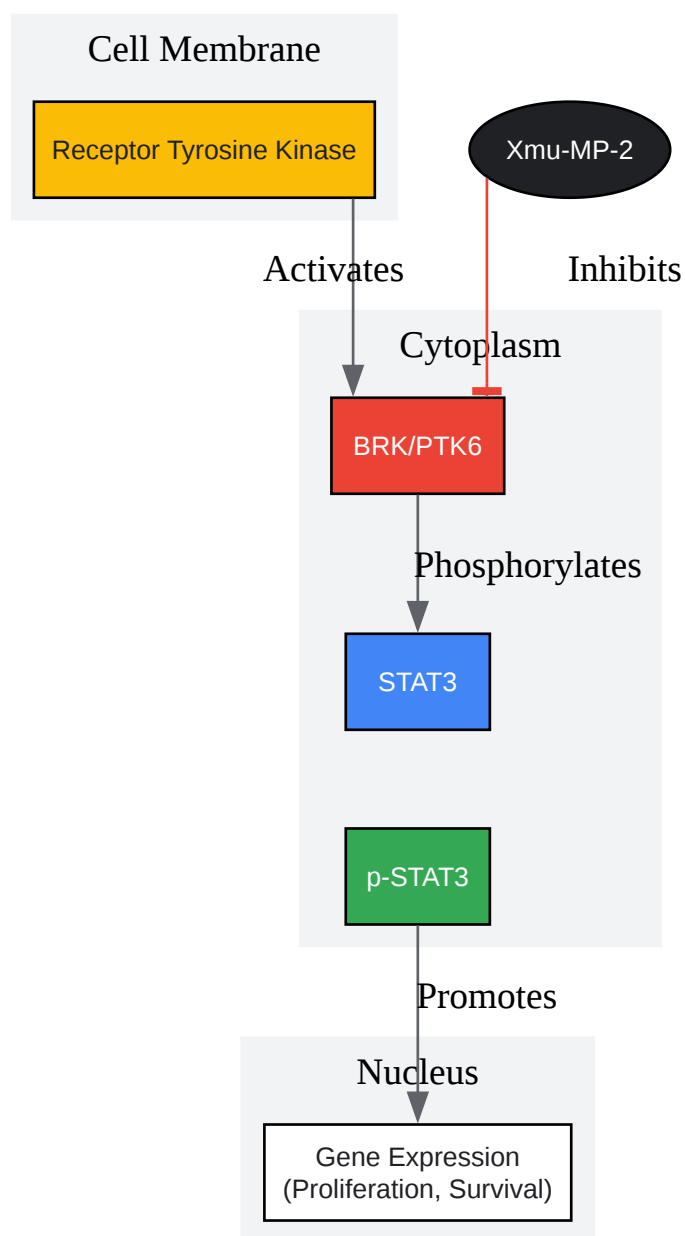 Cell Membrane
Receptor Tyrosine Kinase
Xmu-MP-2
Activates
Inhibits
Cytoplasm
BRK/PTK6
Phosphorylates
STAT3
p-STAT3
Promotes
Nucleus
Gene Expression
(Proliferation, Survival)